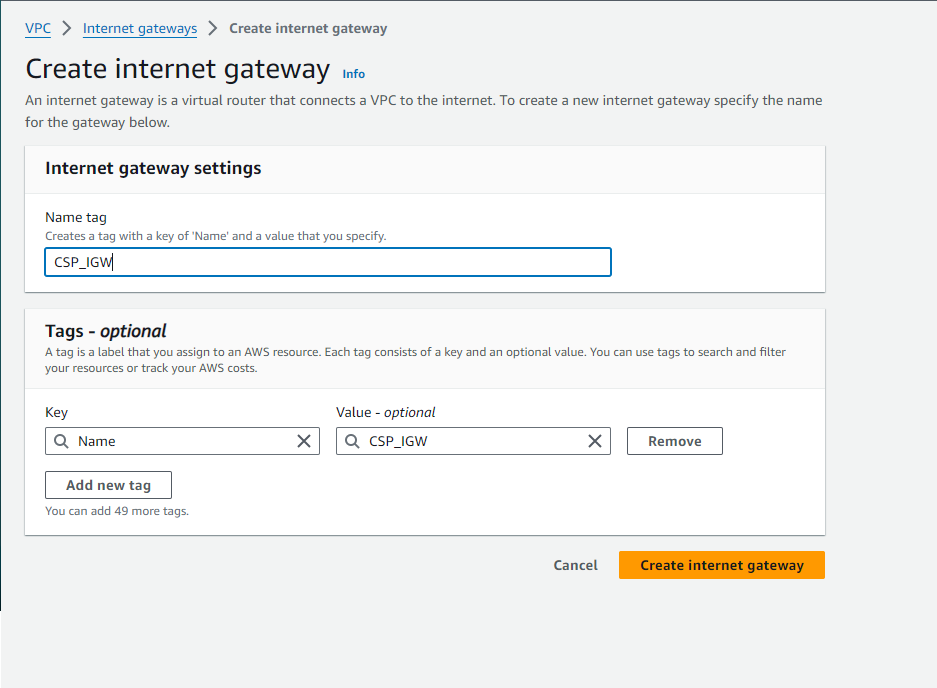 VPC > Internet gateways > Create internet gateway
Create internet gateway Info
An internet gateway is a virtual router that connects a VPC to the internet. To create a new internet gateway specify the name
for the gateway below.
Internet gateway settings
Name tag
Creates a tag with a key of 'Name' and a value that you specify.
CSP_IGW
Tags - optional
A tag is a label that you assign to an AWS resource. Each tag consists of a key and an optional value. You can use tags to search and filter
your resources or track your AWS costs.
Key Value - optional
Name CSP_IGW Remove
Add new tag
You can add 49 more tags.
Cancel Create internet gateway